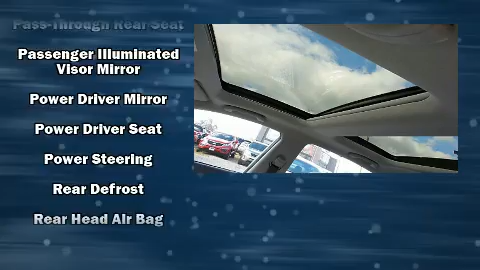 Pass-Through Rear Seat
Passenger Illuminated
Visor Mirror
Power Driver Mirror
Power Driver Seat
Power Steering
Rear Defrost
Rear Head Air Bag